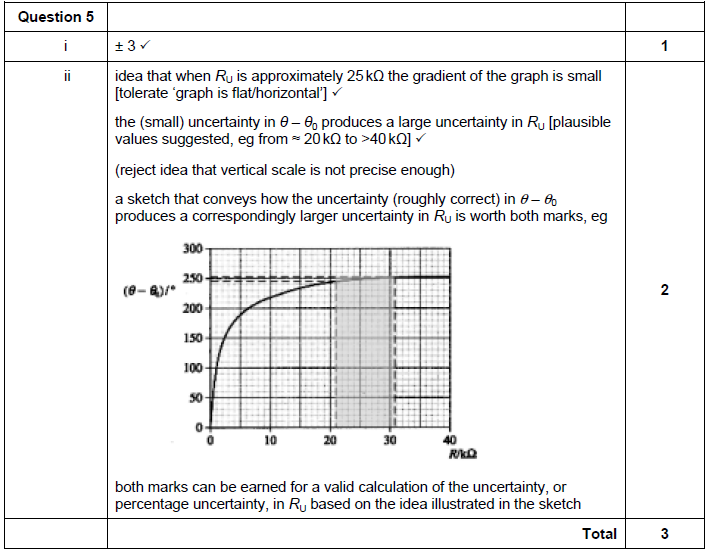 Question 5
i ± 3 ✓ 1
ii idea that when R_U is approximately 25 kΩ the gradient of the graph is small
[tolerate ‘graph is flat/horizontal’] ✓
the (small) uncertainty in θ – θ₀ produces a large uncertainty in R_U [plausible
values suggested, eg from ≈ 20 kΩ to >40 kΩ] ✓
(reject idea that vertical scale is not precise enough)
a sketch that conveys how the uncertainty (roughly correct) in θ – θ₀
produces a correspondingly larger uncertainty in R_U is worth both marks, eg
300
250
(θ – θ₀)/°
200
2
150
100
50
0
0 10 20 30 40
R/kΩ
both marks can be earned for a valid calculation of the uncertainty, or
percentage uncertainty, in R_U based on the idea illustrated in the sketch
Total 3